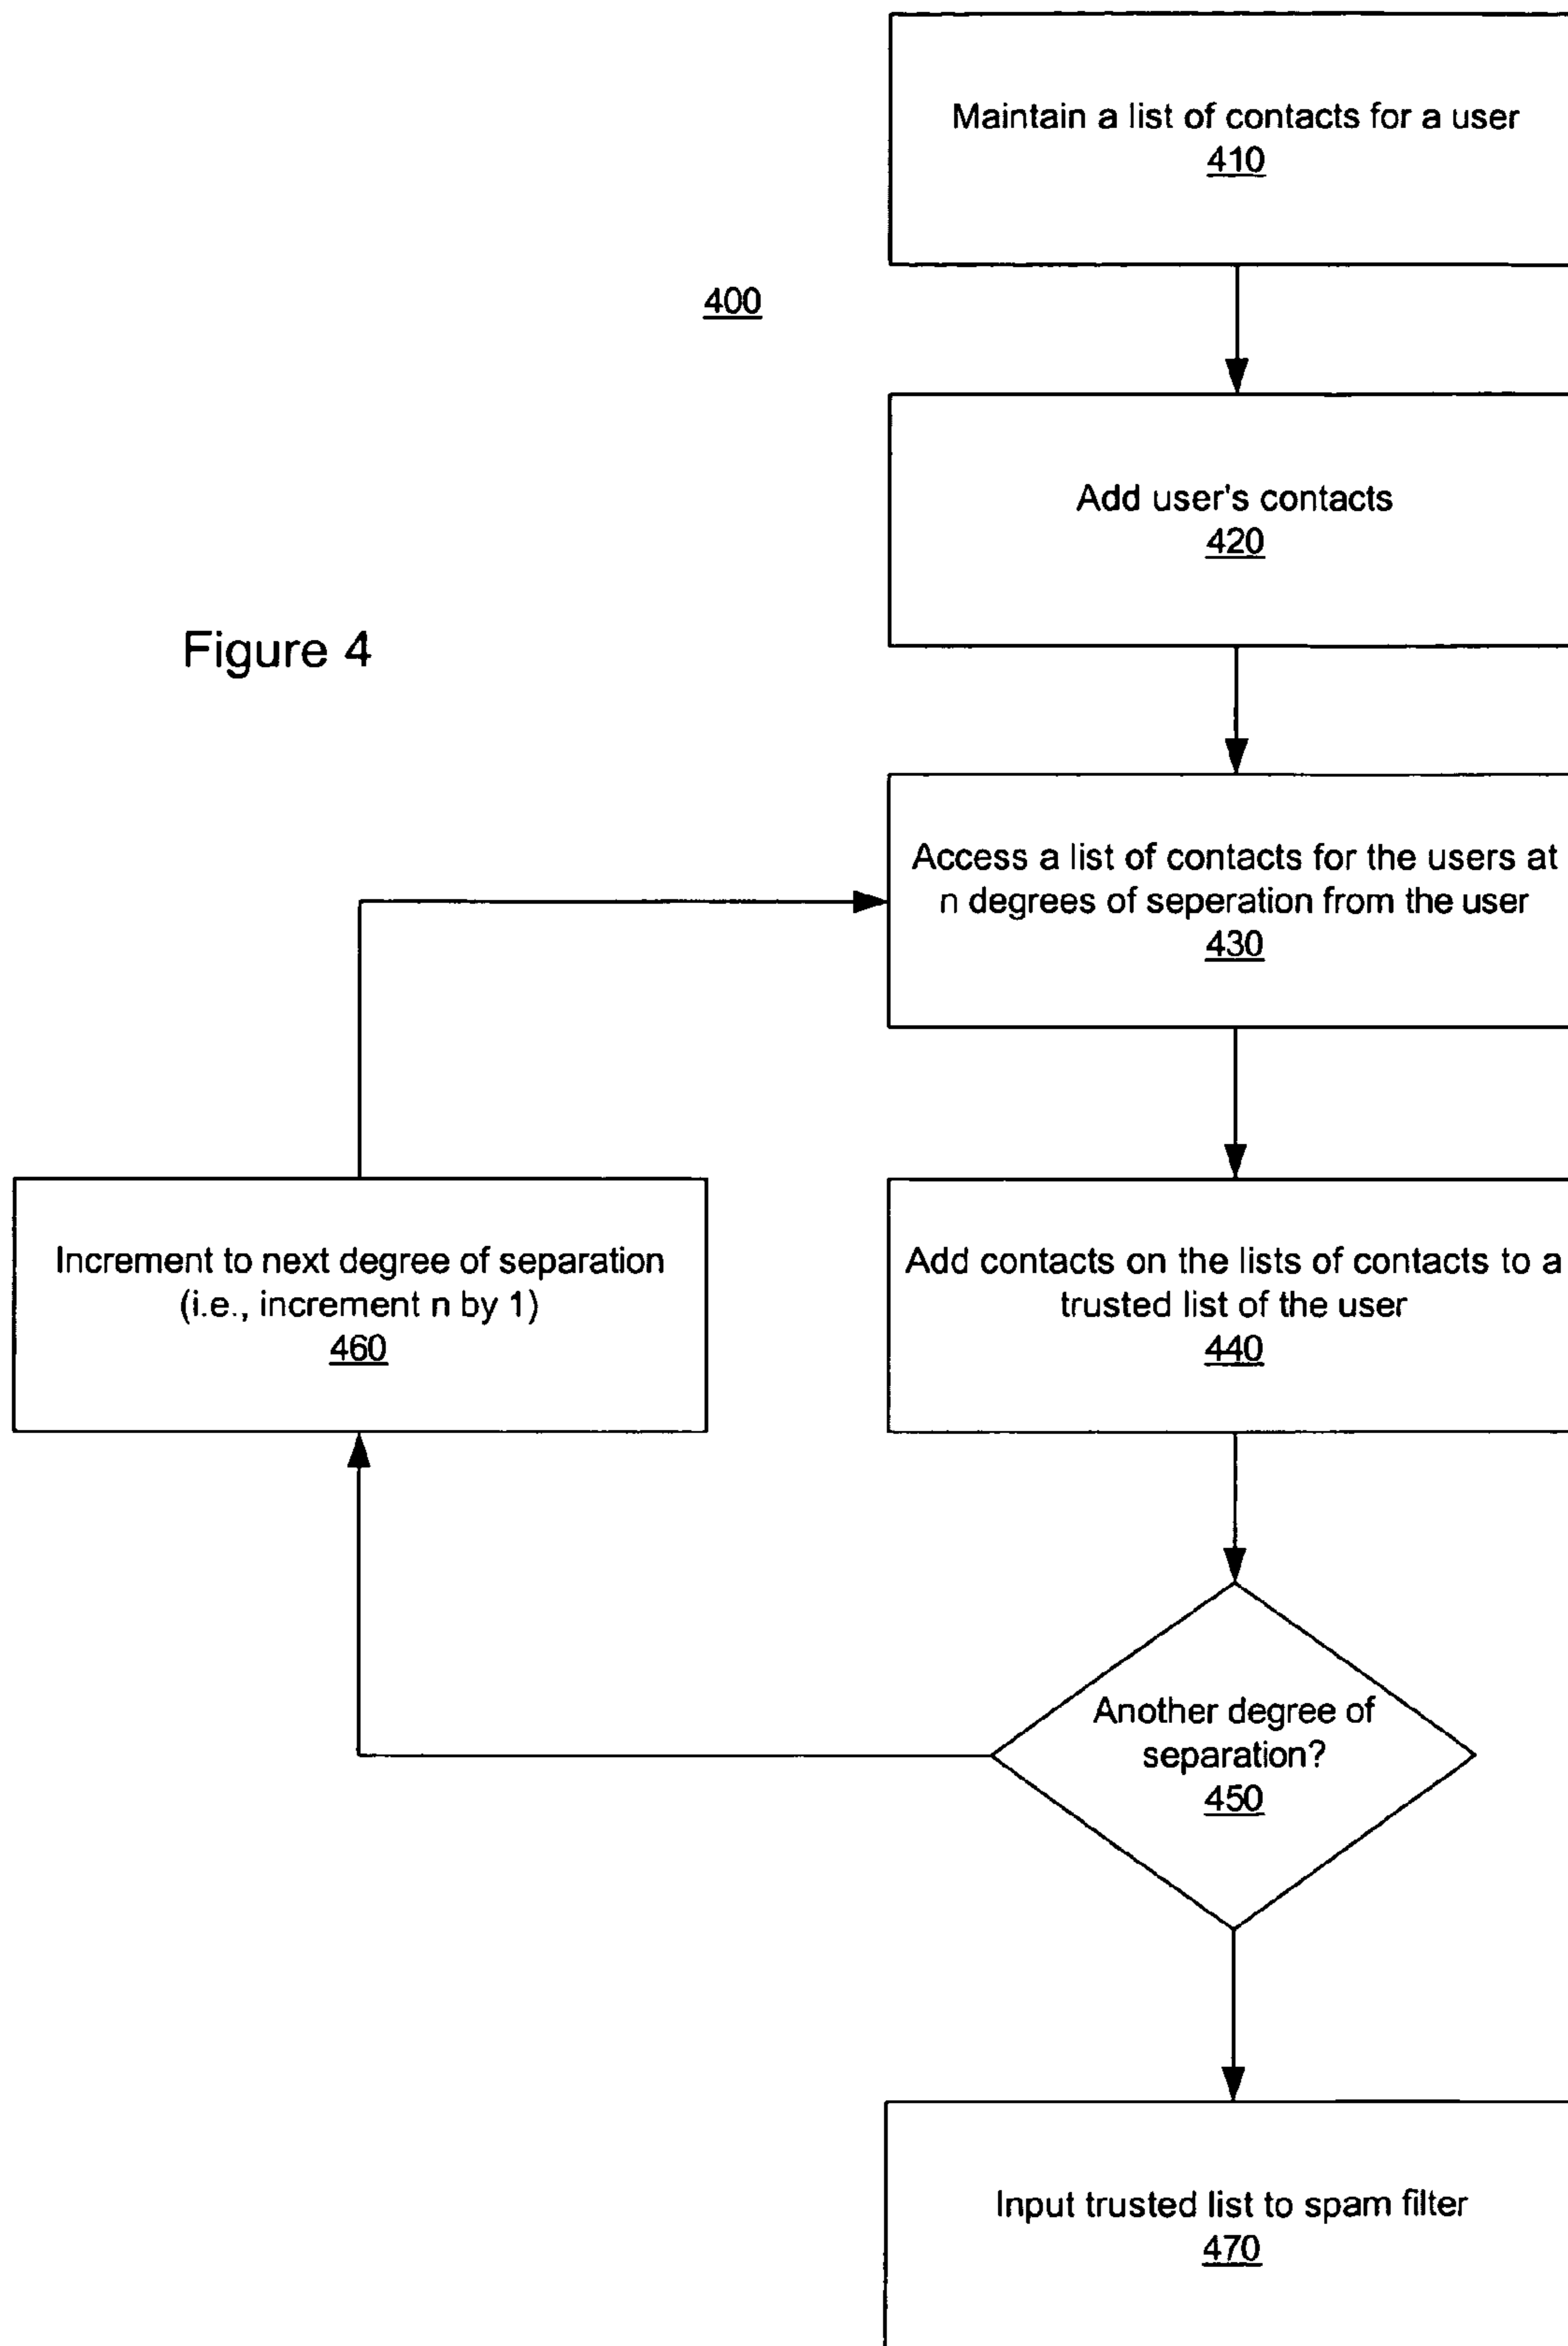 Maintain a list of contacts for a user
410
400
Add user's contacts
420
Figure 4
Access a list of contacts for the users at
n degrees of seperation from the user
430
Increment to next degree of separation
(i.e., increment n by 1)
460
Add contacts on the lists of contacts to a
trusted list of the user
440
Another degree of
separation?
450
Input trusted list to spam filter
470